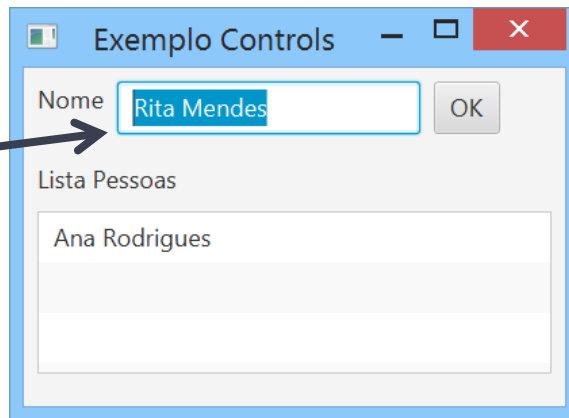 Exemplo Controls
Nome Rita Mendes OK
Lista Pessoas
Ana Rodrigues